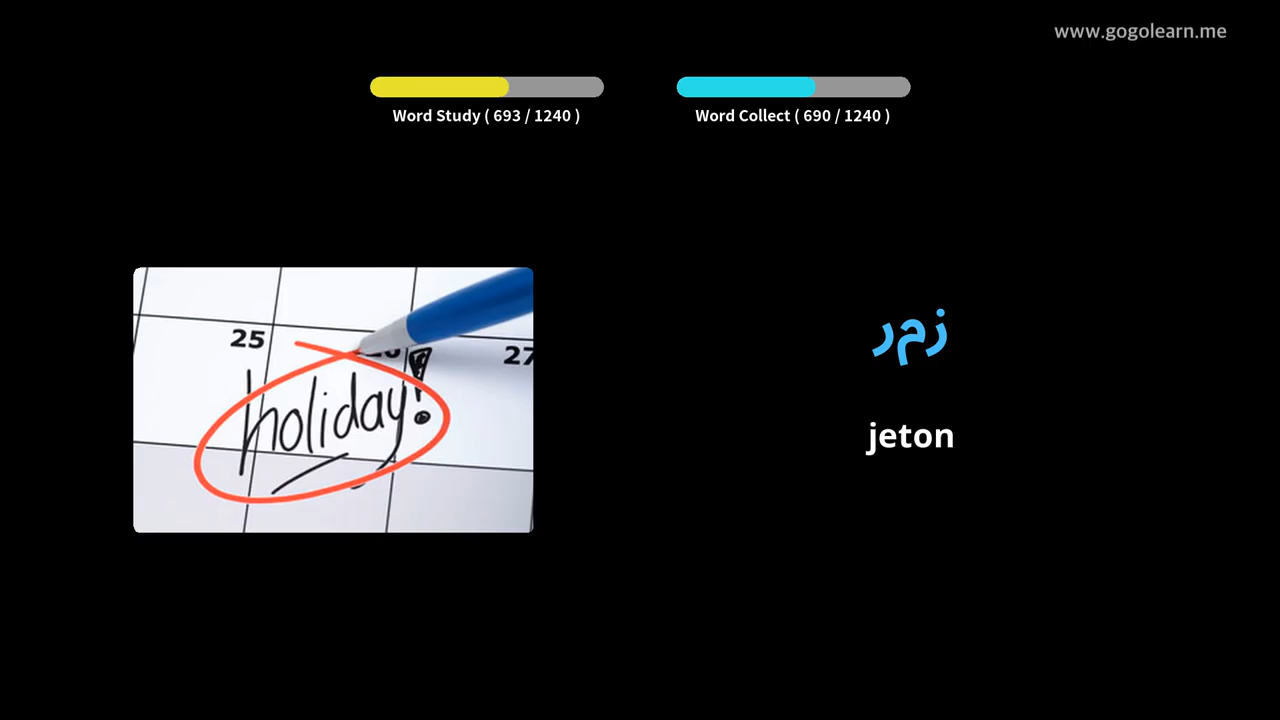 www.gogolearn.me
Word Study ( 693 / 1240 )
Word Collect ( 690 / 1240 )
25
27
holiday!
زمر
jeton